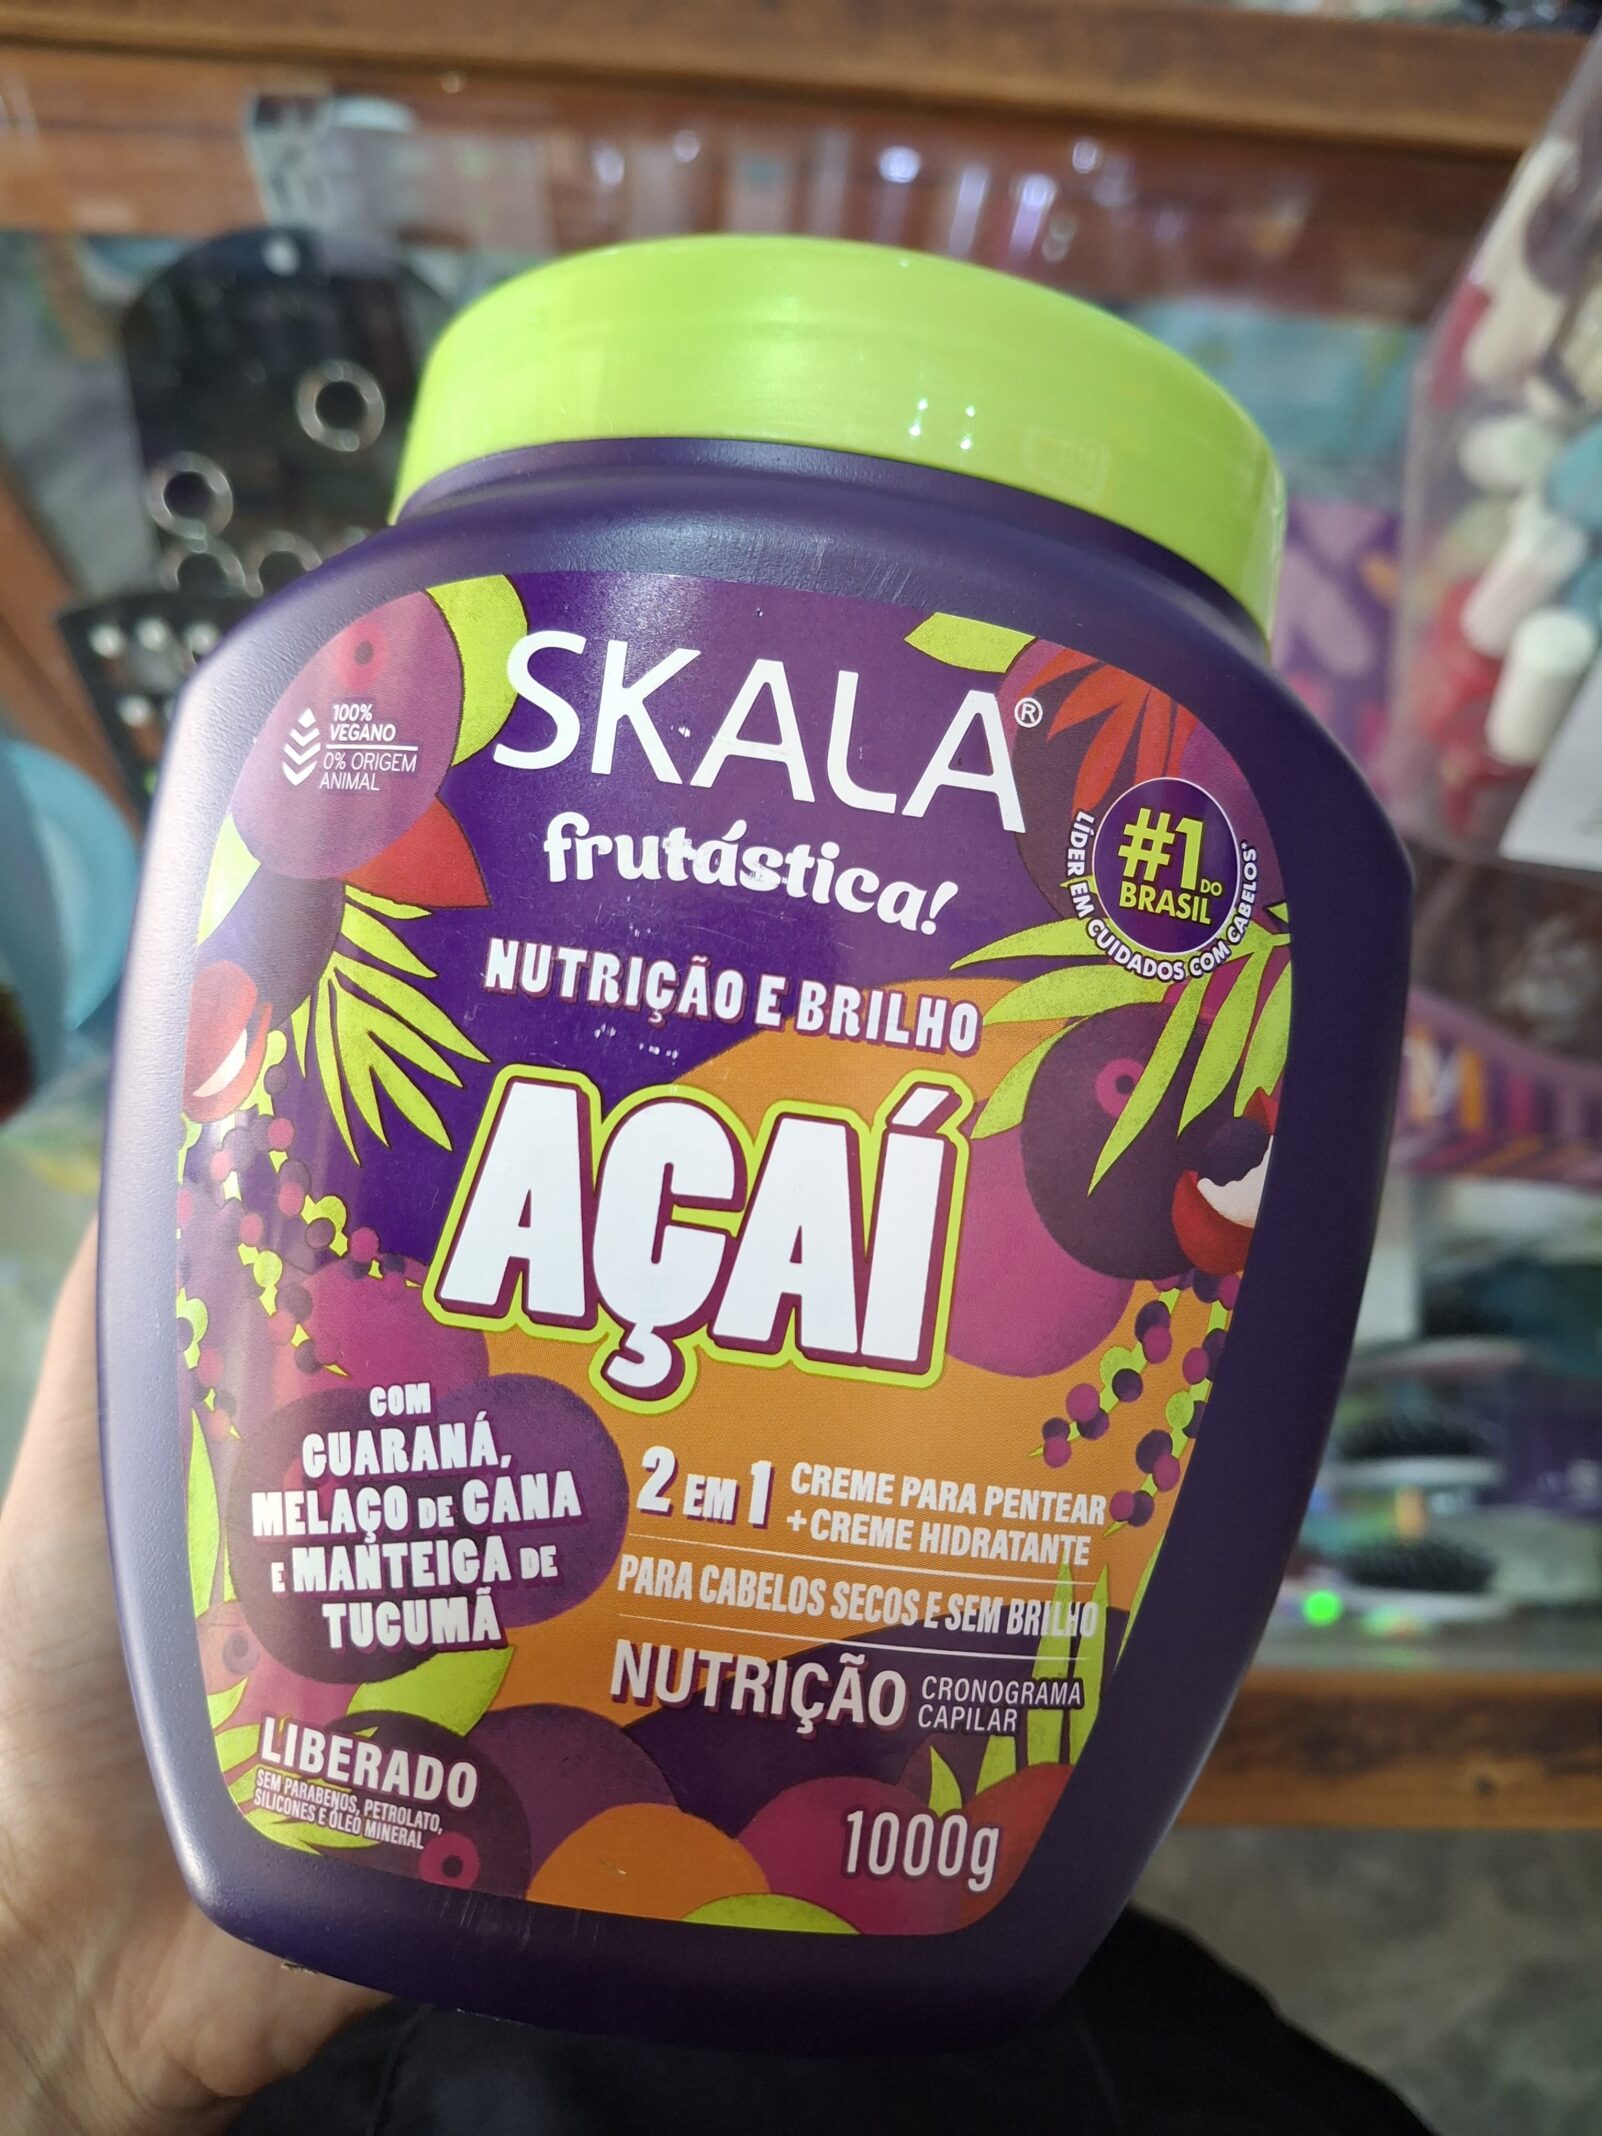 100%
VEGANO
0% ORIGEM
ANIMAL
SKALA®
frutástica!
#1 DO
BRASIL
LÍDER EM CUIDADOS COM CABELOS*
NUTRIÇÃO E BRILHO
AÇAÍ
COM
GUARANÁ,
MELAÇO DE CANA
E MANTEIGA DE
TUCUMÃ
2 EM 1 CREME PARA PENTEAR
+CREME HIDRATANTE
PARA CABELOS SECOS E SEM BRILHO
NUTRIÇÃO CRONOGRAMA
CAPILAR
LIBERADO
SEM PARABENOS, PETROLATO,
SILICONES E ÓLEO MINERAL
1000g